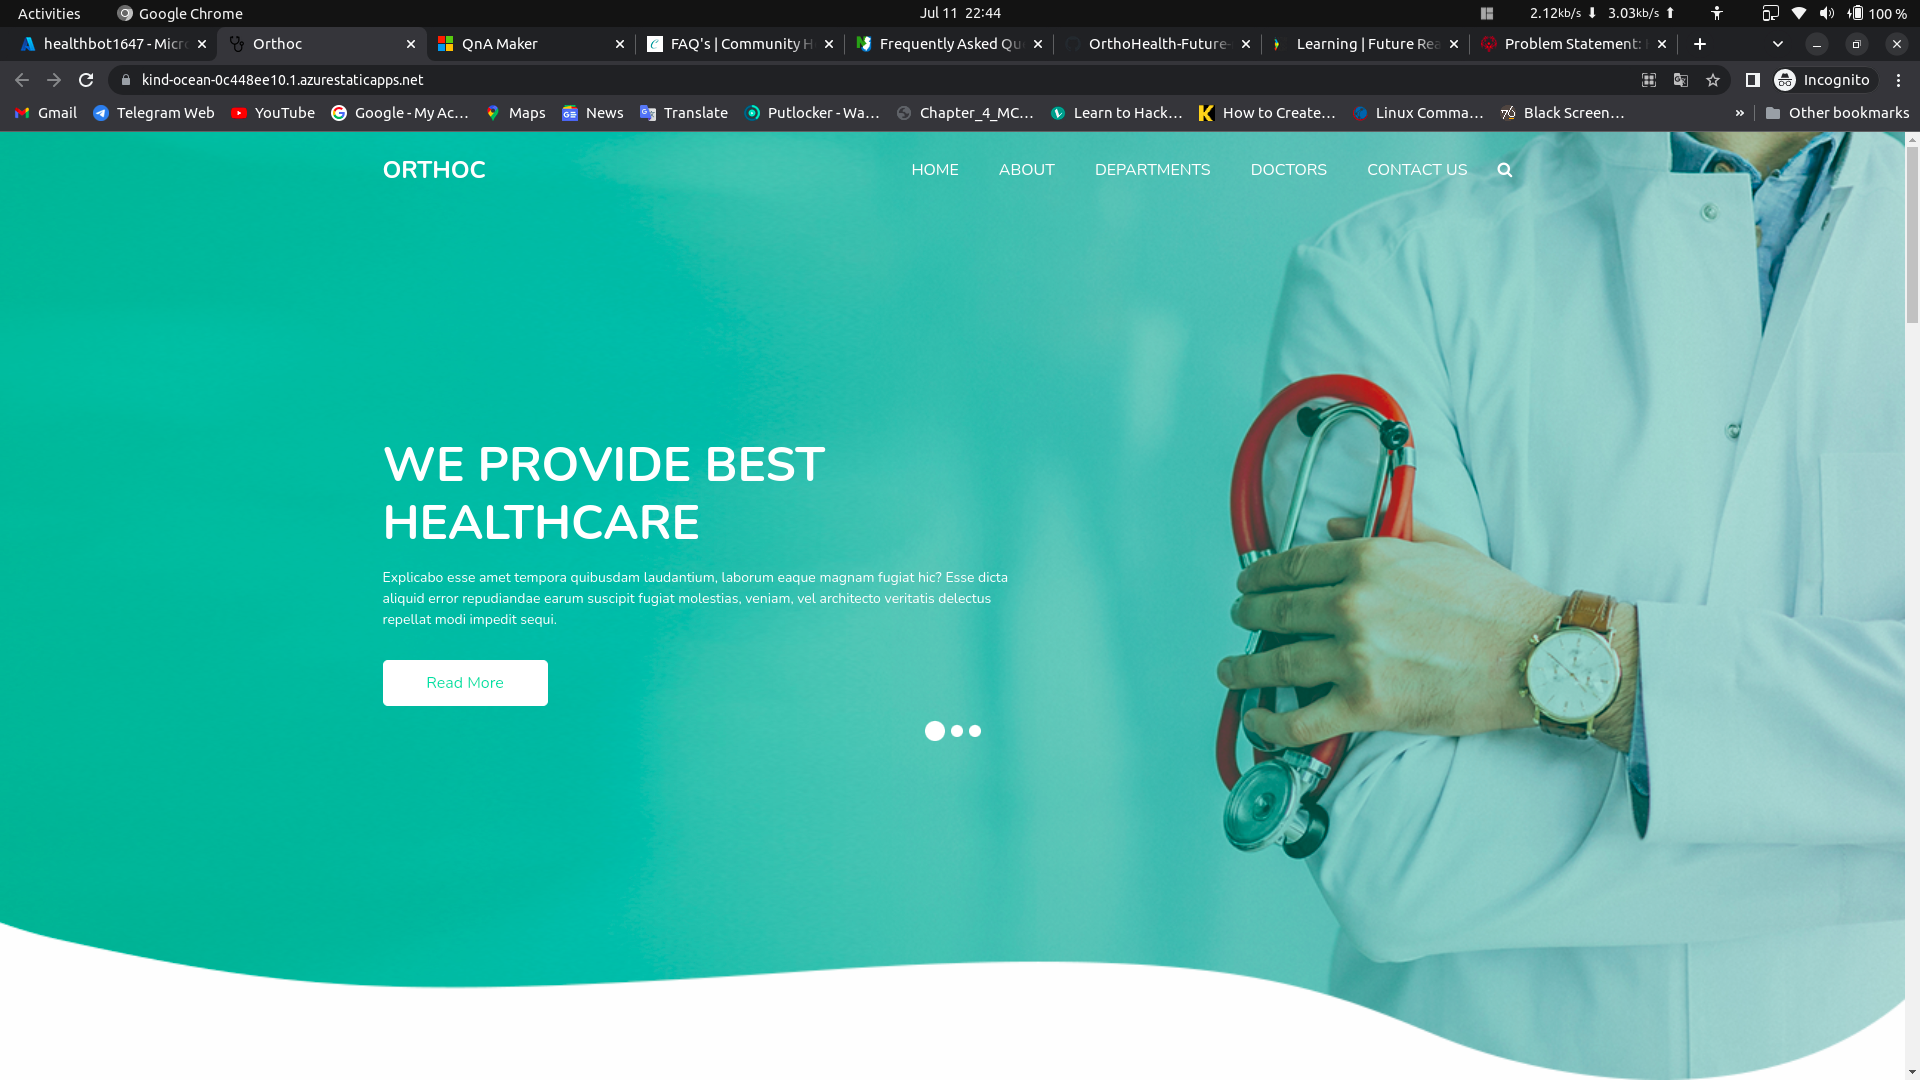 Activities Google Chrome Jul 11 22:44 2.12kb/s 3.03kb/s 100 %
healthbot1647 - Micr Orthoc QnA Maker FAQ's | Community H Frequently Asked Qu OrthoHealth-Future- Learning | Future Rea Problem Statement:
kind-ocean-0c448ee10.1.azurestaticapps.net Incognito
Gmail Telegram Web YouTube Google - My Ac... Maps News Translate Putlocker - Wa... Chapter_4_MC... Learn to Hack... How to Create... Linux Comma... Black Screen... » Other bookmarks
ORTHOC HOME ABOUT DEPARTMENTS DOCTORS CONTACT US
WE PROVIDE BEST
HEALTHCARE
Explicabo esse amet tempora quibusdam laudantium, laborum eaque magnam fugiat hic? Esse dicta
aliquid error repudiandae earum suscipit fugiat molestias, veniam, vel architecto veritatis delectus
repellat modi impedit sequi.
Read More